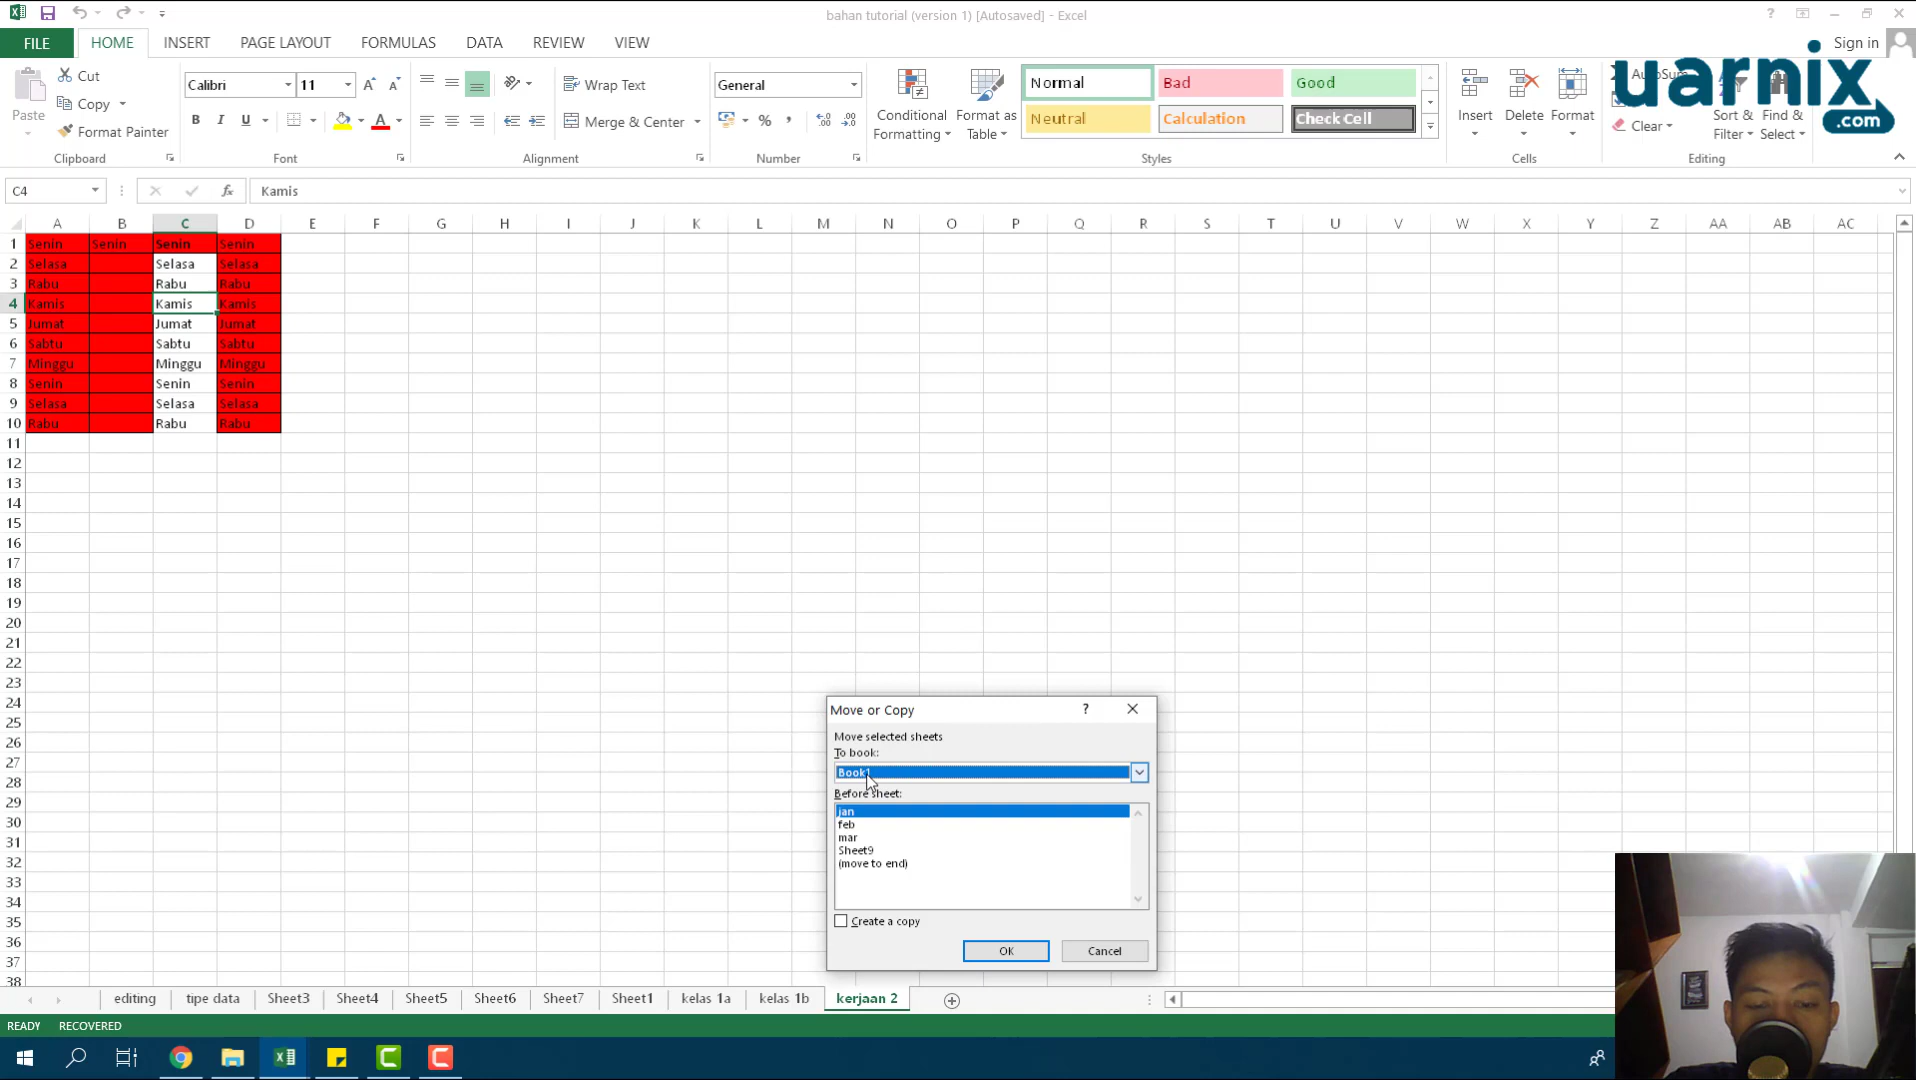 bahan tutorial (version 1) [Autosaved] - Excel
FILE HOME INSERT PAGE LAYOUT FORMULAS DATA REVIEW VIEW Sign in
uarnix
.com
Paste
Cut
Copy
Format Painter
Clipboard
Calibri 11
B I U
A A
Font
Wrap Text
Merge & Center
Alignment
General
%
Number
Conditional
Formatting
Format as
Table
Normal Bad Good
Neutral Calculation Check Cell
Styles
Insert Delete Format
Cells
Clear
Sort &
Filter
Find &
Select
Editing
C4 fx Kamis
A B C D E F G H I J K L M N O P Q R S T U V W X Y Z AA AB AC
1 Senin Senin Senin Senin
2 Selasa Selasa Selasa
3 Rabu Rabu Rabu
4 Kamis Kamis Kamis
5 Jumat Jumat Jumat
6 Sabtu Sabtu Sabtu
7 Minggu Minggu Minggu
8 Senin Senin Senin
9 Selasa Selasa Selasa
10 Rabu Rabu Rabu
11
12
13
14
15
16
17
18
19
20
21
22
23
24
25
26
27
28
29
30
31
32
33
34
35
36
37
38
Move or Copy ?
Move selected sheets
To book:
Book1
Before sheet:
jan
feb
mar
Sheet9
(move to end)
Create a copy
OK Cancel
editing tipe data Sheet3 Sheet4 Sheet5 Sheet6 Sheet7 Sheet1 kelas 1a kelas 1b kerjaan 2
READY RECOVERED